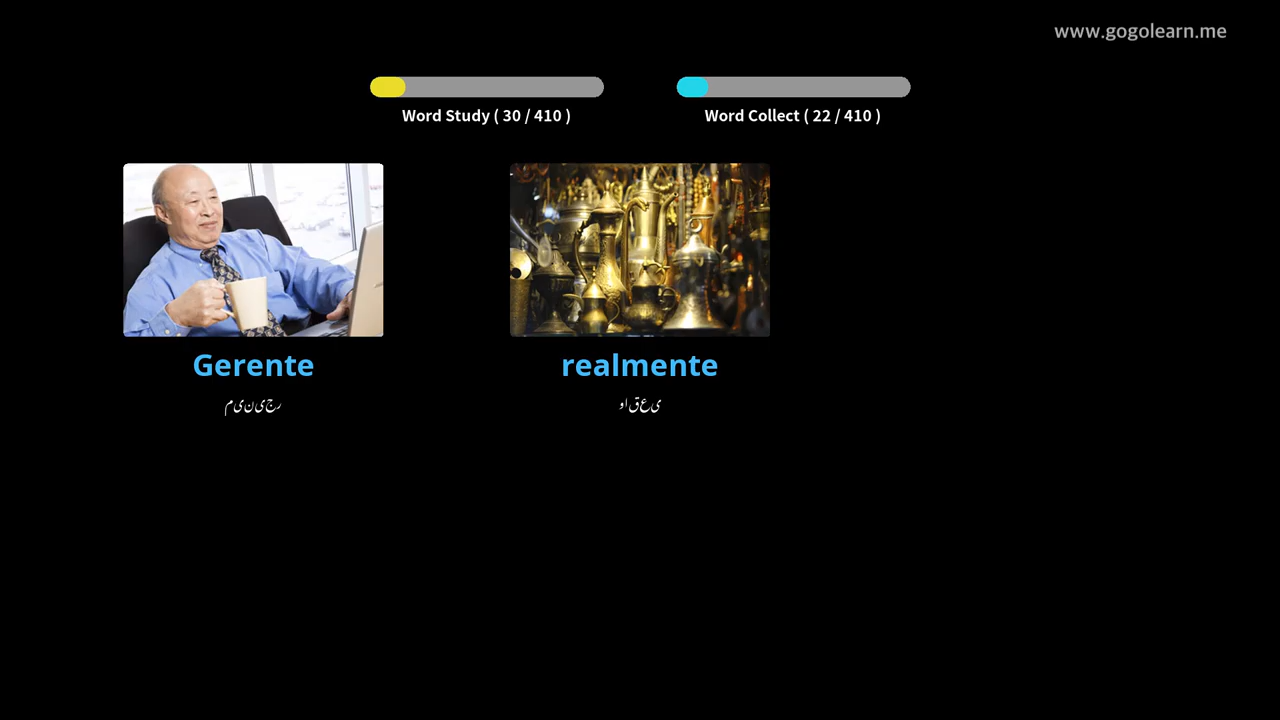 www.gogolearn.me
Word Study ( 30 / 410 )
Word Collect ( 22 / 410 )
Gerente
realmente
مینیجر
واقعی